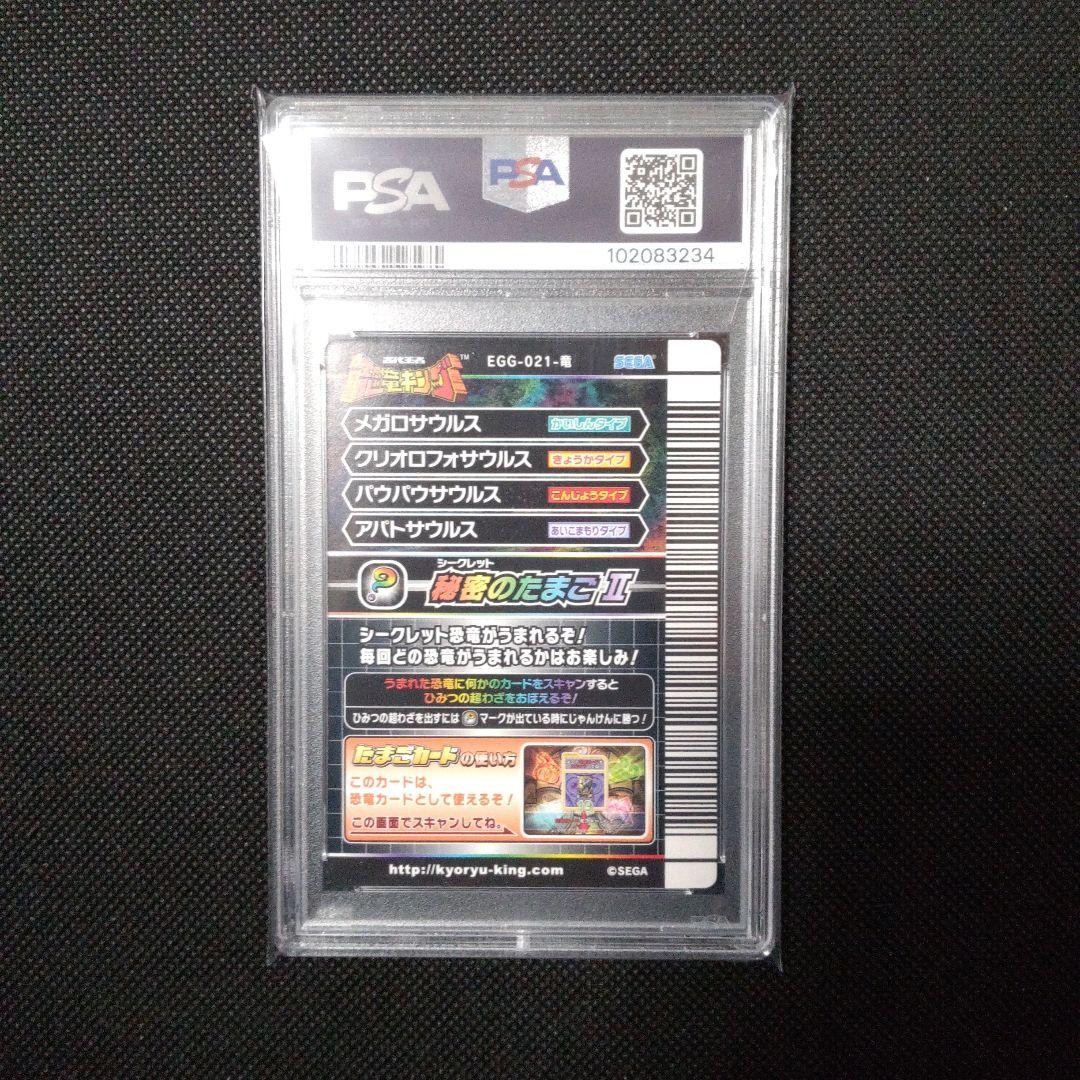 PSA
PSA
102083234
古代王者
恐竜キング™
EGG-021-竜
SEGA
メガロサウルス
かいしんタイプ
クリオロフォサウルス
きょうかタイプ
パウパウサウルス
こんじょうタイプ
アパトサウルス
あいこまもりタイプ
シークレット
秘密のたまごⅡ
シークレット恐竜がうまれるぞ!
毎回どの恐竜がうまれるかはお楽しみ!
うまれた恐竜に何かのカードをスキャンすると
ひみつの超わざをおぼえるぞ!
ひみつの超わざを出すには?マークが出ている時にじゃんけんに勝つ!
たまごカードの使い方
このカードは、
恐竜カードとして使えるぞ!
この画面でスキャンしてね。
http://kyoryu-king.com
©SEGA